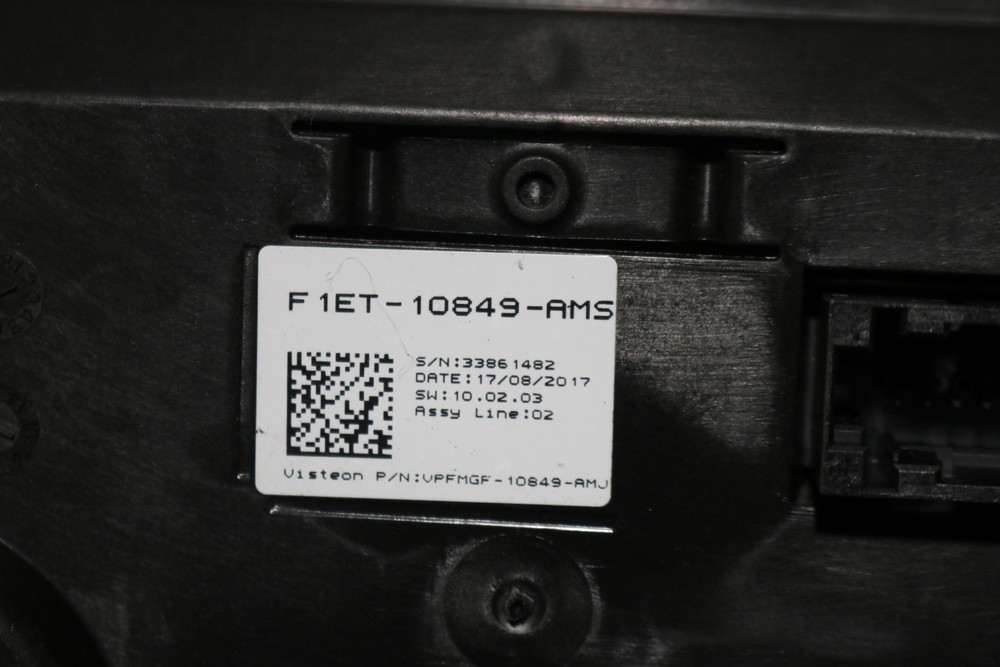 F1ET-10849-AMS
S/N:33861482
DATE:17/08/2017
SW:10.02.03
Assy Line:02
Visteon P/N:VPFMGF-10849-AMJ